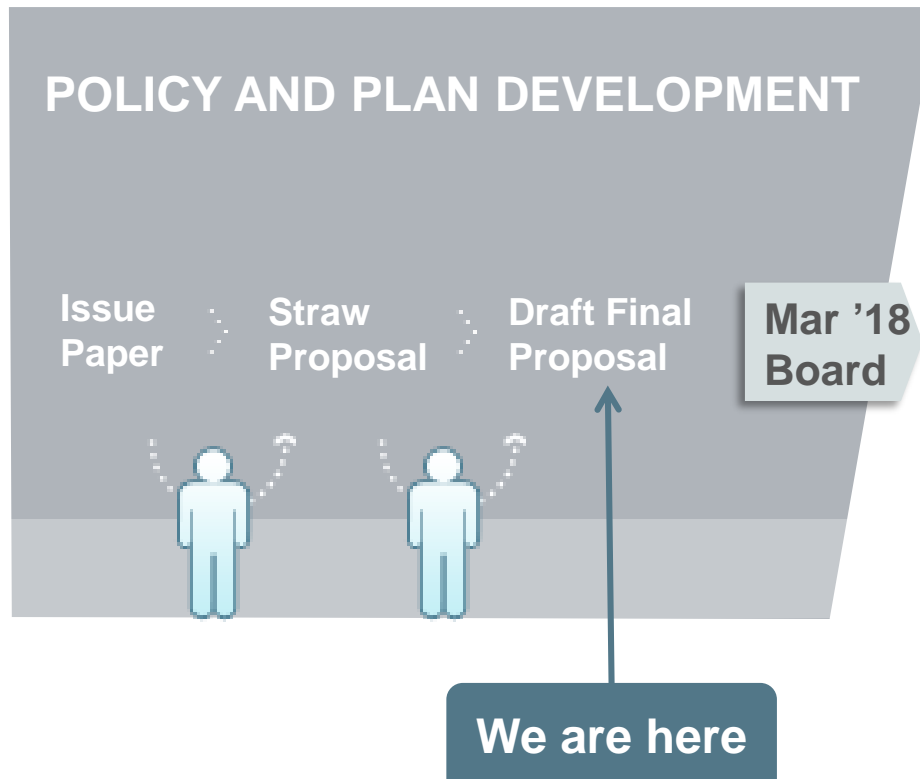 POLICY AND PLAN DEVELOPMENT
Issue
Paper
Straw
Proposal
Draft Final
Proposal
Mar ’18
Board
We are here